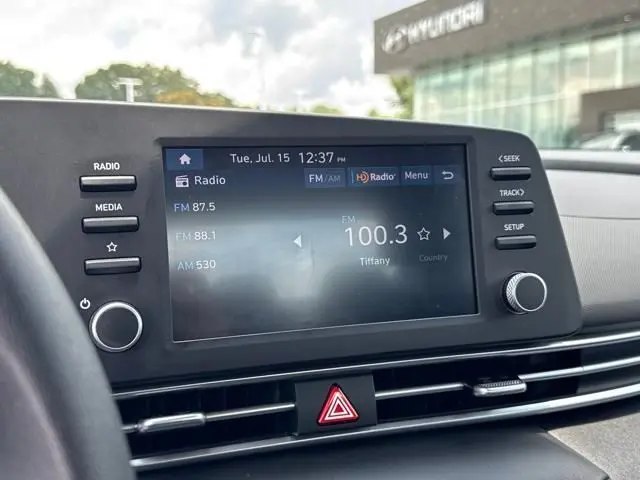 HYUNDAI
RADIO
MEDIA
Tue, Jul. 15 12:37 PM
Radio
FM/AM HD Radio Menu
FM 87.5
FM 88.1
AM 530
FM
100.3
Tiffany
Country
<SEEK
TRACK>
SETUP